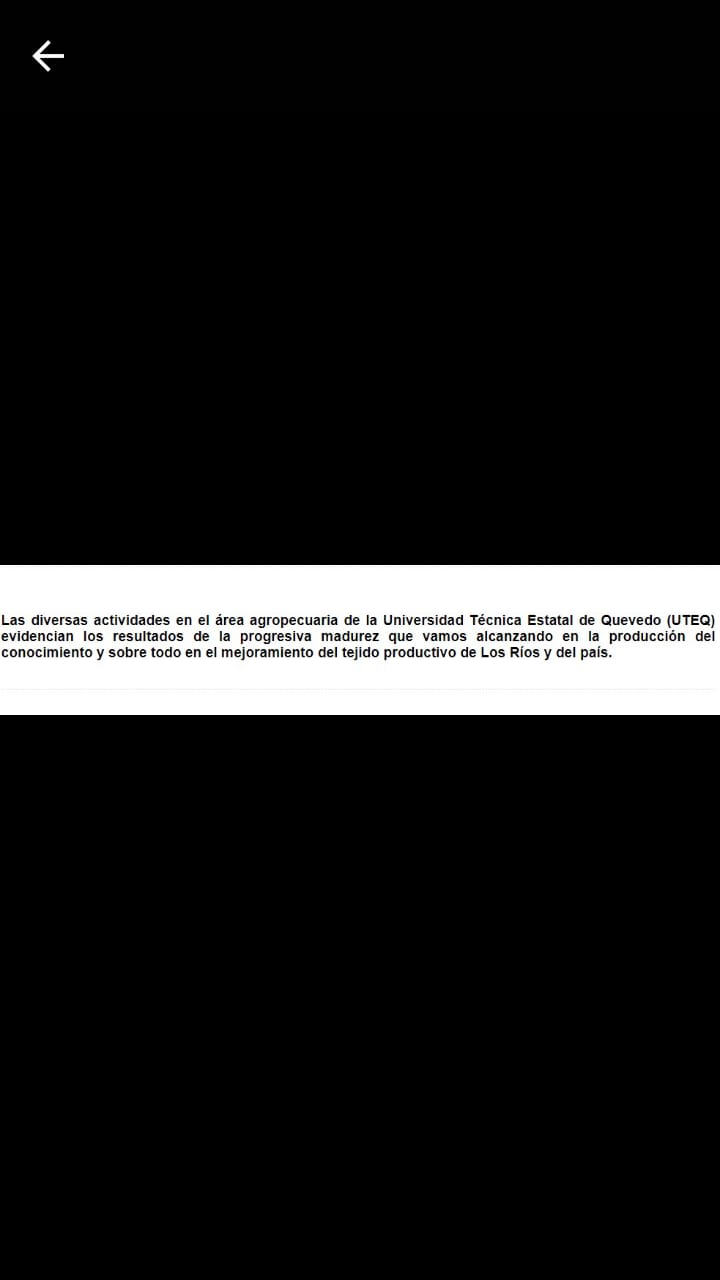 Las diversas actividades en el área agropecuaria de la Universidad Técnica Estatal de Quevedo (UTEQ)
evidencian los resultados de la progresiva madurez que vamos alcanzando en la producción del
conocimiento y sobre todo en el mejoramiento del tejido productivo de Los Ríos y del país.